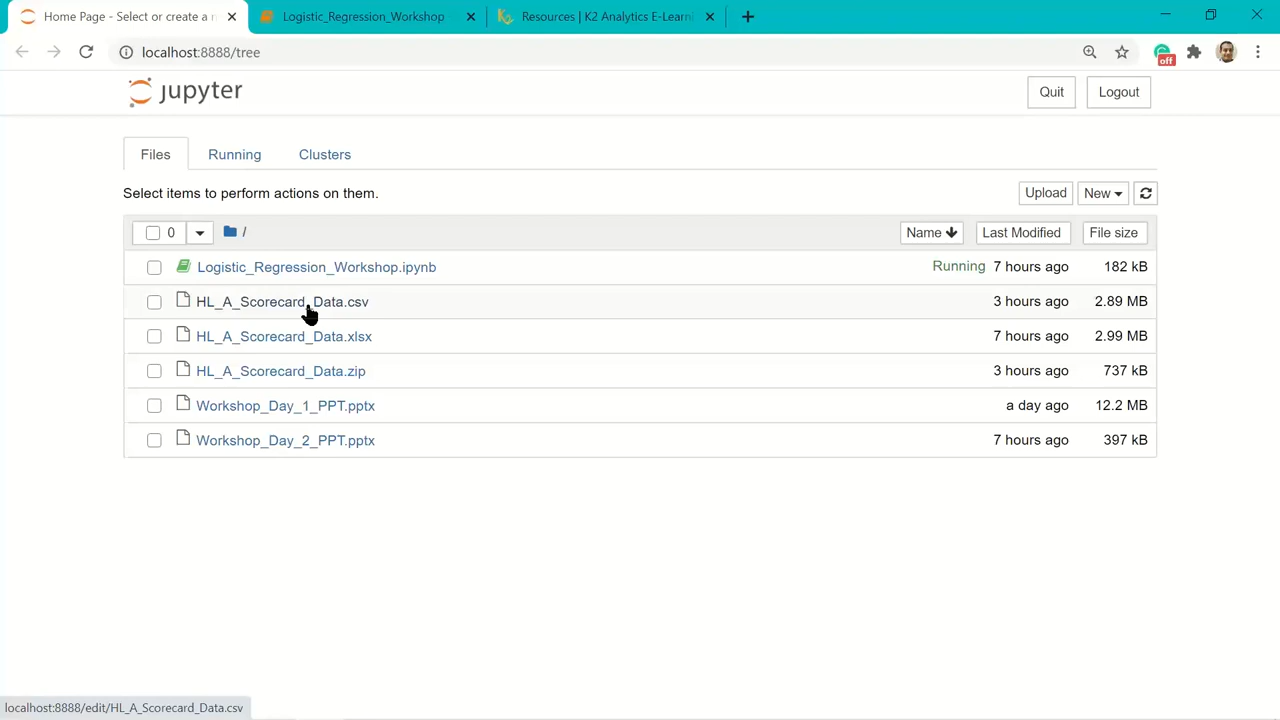 Home Page - Select or create a n
Logistic_Regression_Workshop
Resources | K2 Analytics E-Learni
localhost:8888/tree
off
jupyter
Quit
Logout
Files
Running
Clusters
Select items to perform actions on them.
Upload
New
0
/
Name
Last Modified
File size
Logistic_Regression_Workshop.ipynb Running 7 hours ago 182 kB
HL_A_Scorecard_Data.csv 3 hours ago 2.89 MB
HL_A_Scorecard_Data.xlsx 7 hours ago 2.99 MB
HL_A_Scorecard_Data.zip 3 hours ago 737 kB
Workshop_Day_1_PPT.pptx a day ago 12.2 MB
Workshop_Day_2_PPT.pptx 7 hours ago 397 kB
localhost:8888/edit/HL_A_Scorecard_Data.csv